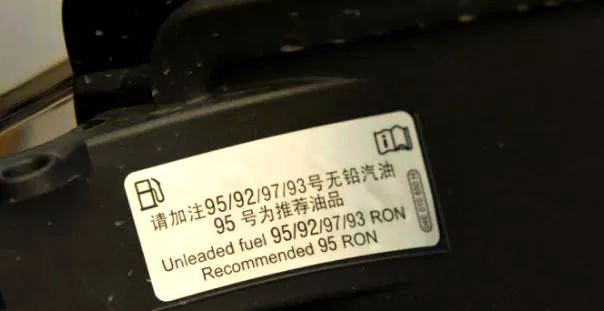 请加注95/92/97/93号无铅汽油
95 号为推荐油品
Unleaded fuel 95/92/97/93 RON
Recommended 95 RON